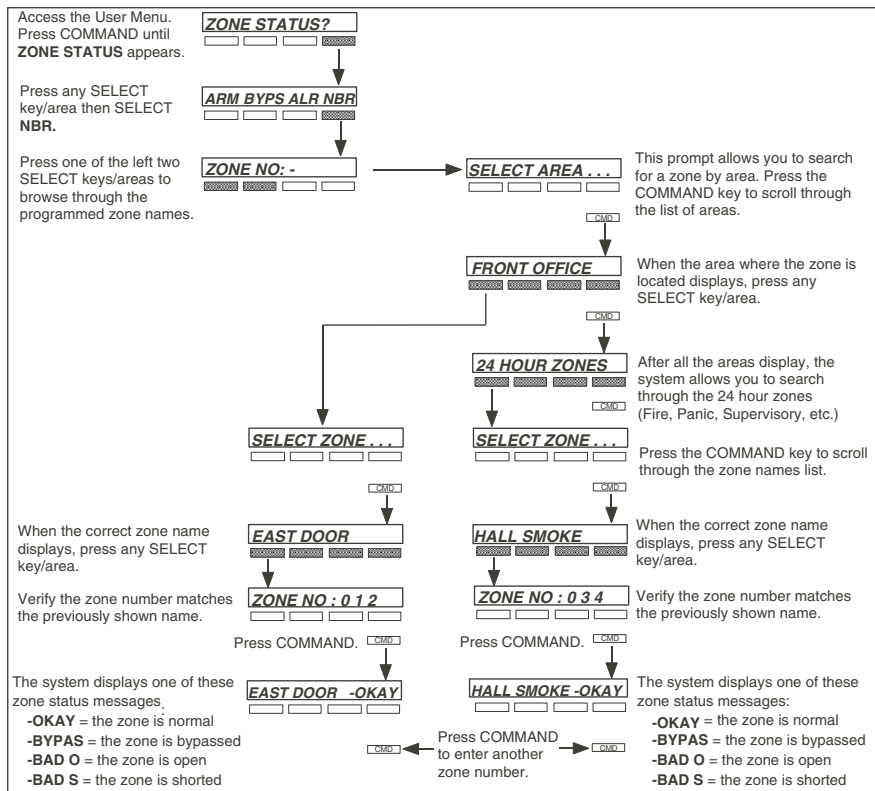 Access the User Menu.
Press COMMAND until
ZONE STATUS appears.
ZONE STATUS?
Press any SELECT
key/area then SELECT
NBR.
ARM BYPS ALR NBR
Press one of the left two
SELECT keys/areas to
browse through the
programmed zone names.
ZONE NO: -
SELECT AREA . . .
This prompt allows you to search
for a zone by area. Press the
COMMAND key to scroll through
the list of areas.
CMD
FRONT OFFICE
When the area where the zone is
located displays, press any
SELECT key/area.
CMD
24 HOUR ZONES
After all the areas display, the
system allows you to search
through the 24 hour zones
(Fire, Panic, Supervisory, etc.)
CMD
SELECT ZONE . . .
SELECT ZONE . . .
Press the COMMAND key to scroll
through the zone names list.
CMD
CMD
When the correct zone name
displays, press any SELECT
key/area.
EAST DOOR
HALL SMOKE
When the correct zone name
displays, press any SELECT
key/area.
Verify the zone number matches
the previously shown name.
ZONE NO : 0 1 2
ZONE NO : 0 3 4
Verify the zone number matches
the previously shown name.
Press COMMAND. CMD
Press COMMAND. CMD
The system displays one of these
zone status messages:
-OKAY = the zone is normal
-BYPAS = the zone is bypassed
-BAD O = the zone is open
-BAD S = the zone is shorted
EAST DOOR -OKAY
HALL SMOKE -OKAY
The system displays one of these
zone status messages:
-OKAY = the zone is normal
-BYPAS = the zone is bypassed
-BAD O = the zone is open
-BAD S = the zone is shorted
CMD
Press COMMAND
to enter another
zone number.
CMD